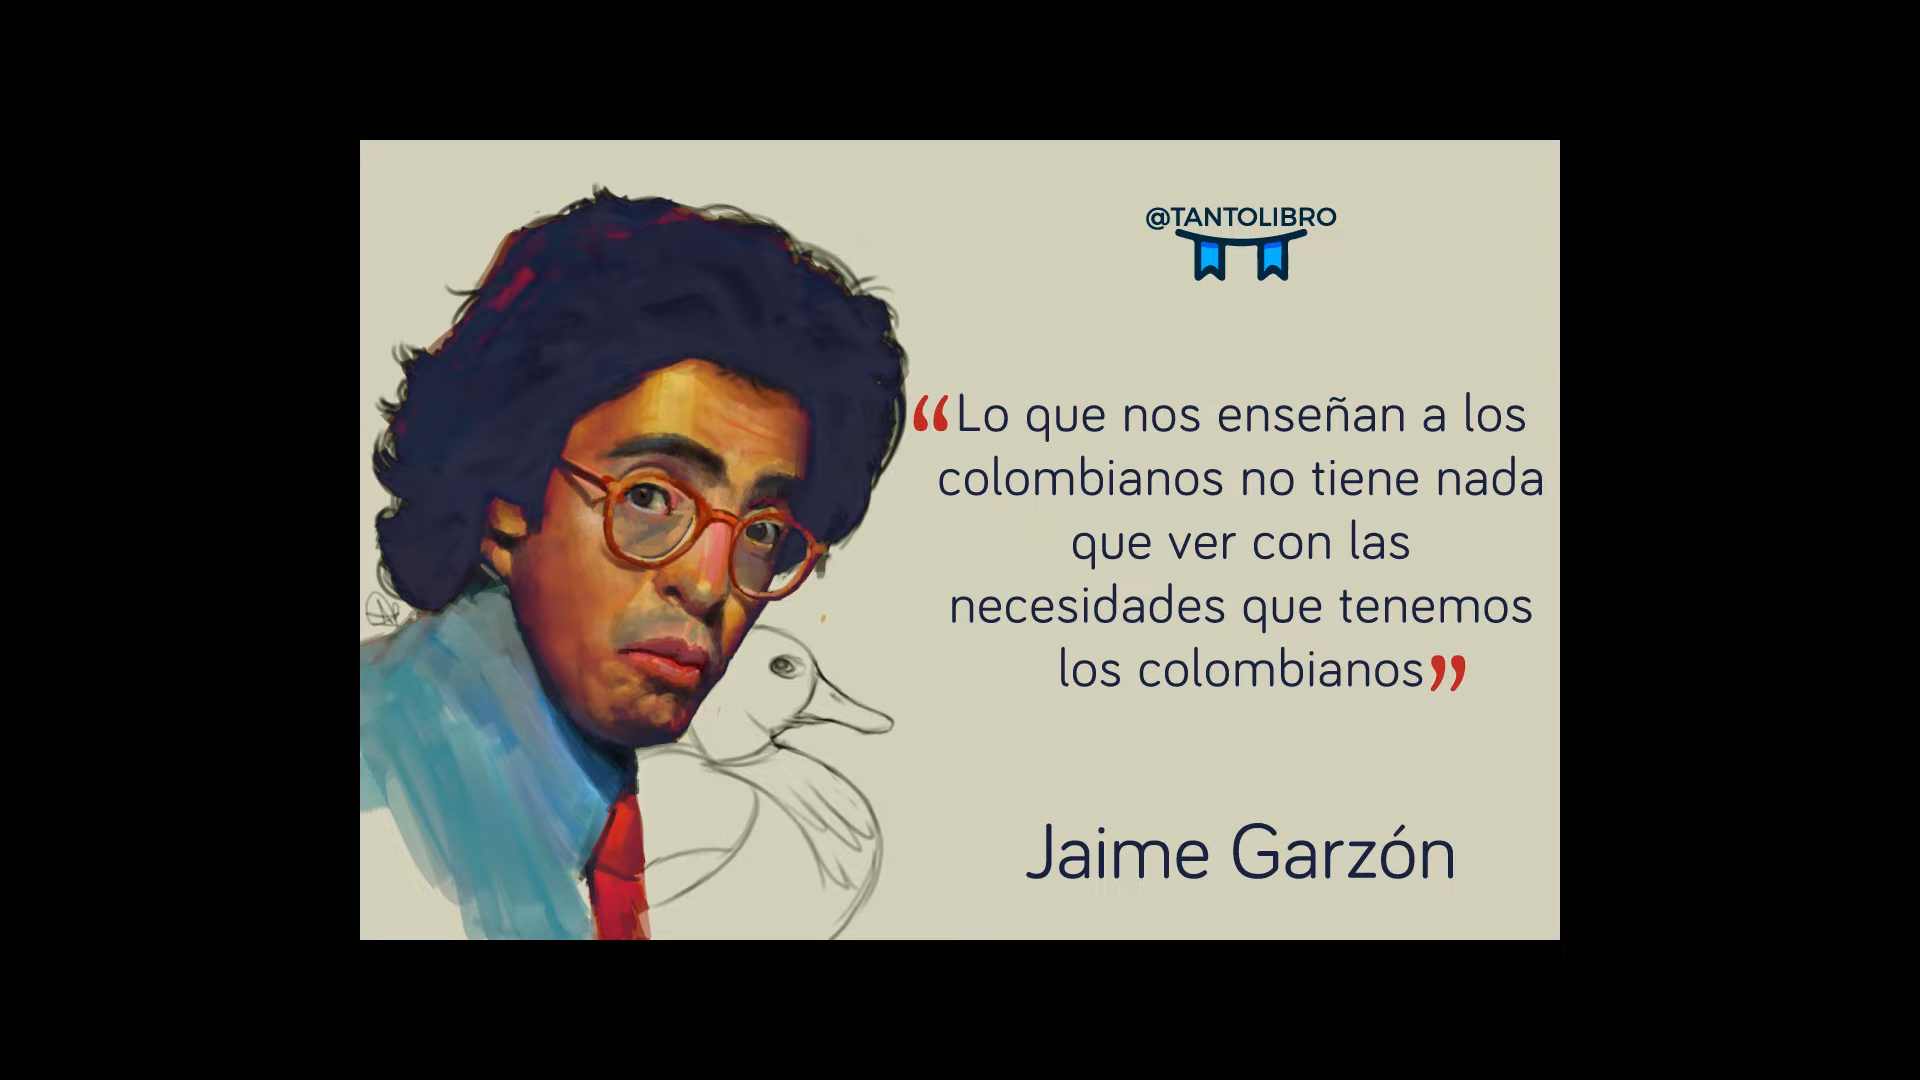 @TANTOLIBRO
“Lo que nos enseñan a los
colombianos no tiene nada
que ver con las
necesidades que tenemos
los colombianos”
Jaime Garzón